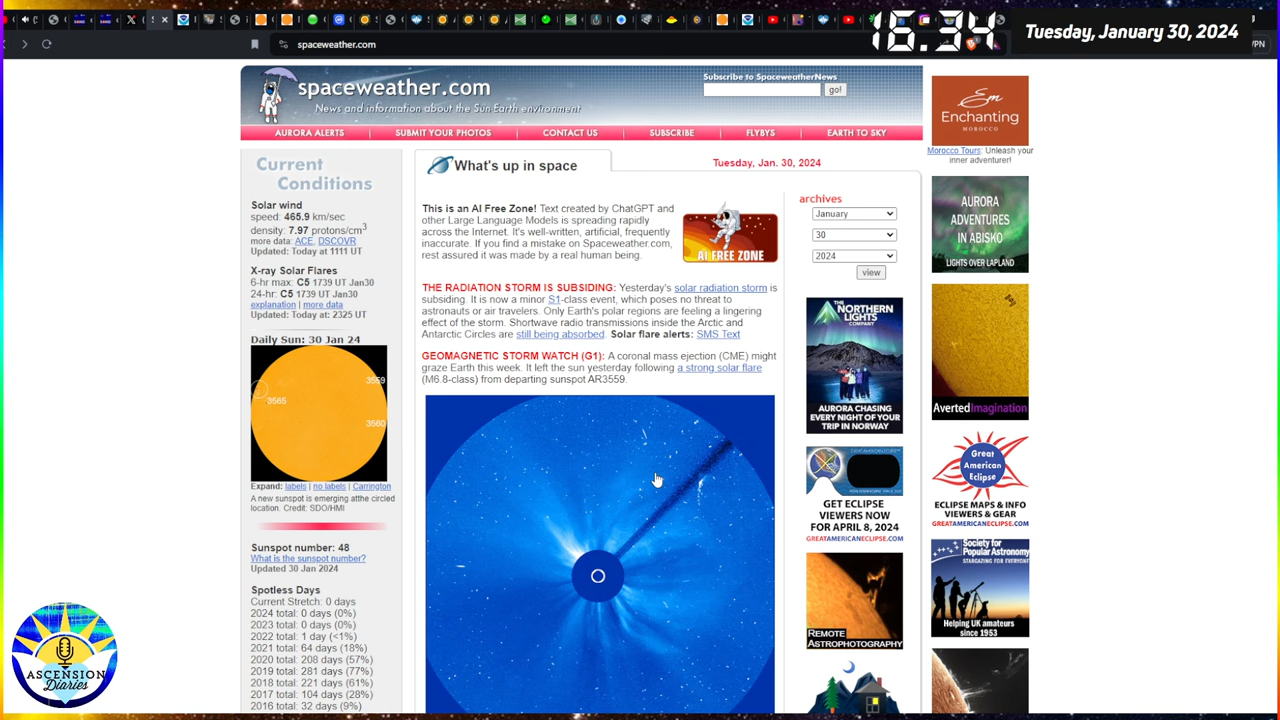 16:34
Tuesday, January 30, 2024
spaceweather.com
VPN
spaceweather.com
News and information about the Sun-Earth environment
Subscribe to SpaceweatherNews
go!
AURORA ALERTS
SUBMIT YOUR PHOTOS
CONTACT US
SUBSCRIBE
FLYBYS
EARTH TO SKY
Current
Conditions
Solar wind
speed: 465.9 km/sec
density: 7.97 protons/cm3
more data: ACE, DSCOVR
Updated: Today at 1111 UT
X-ray Solar Flares
6-hr max: C5 1739 UT Jan30
24-hr: C5 1739 UT Jan30
explanation | more data
Updated: Today at: 2325 UT
Daily Sun: 30 Jan 24
3559
3565
3560
Expand: labels | no labels | Carrington
A new sunspot is emerging atthe circled
location. Credit: SDO/HMI
Sunspot number: 48
What is the sunspot number?
Updated 30 Jan 2024
Spotless Days
Current Stretch: 0 days
2024 total: 0 days (0%)
2023 total: 0 days (0%)
2022 total: 1 day (<1%)
2021 total: 64 days (18%)
2020 total: 208 days (57%)
2019 total: 281 days (77%)
2018 total: 221 days (61%)
2017 total: 104 days (28%)
2016 total: 32 days (9%)
What's up in space
Tuesday, Jan. 30, 2024
This is an AI Free Zone! Text created by ChatGPT and
other Large Language Models is spreading rapidly
across the Internet. It's well-written, artificial, frequently
inaccurate. If you find a mistake on Spaceweather.com,
rest assured it was made by a real human being.
AI FREE ZONE
THE RADIATION STORM IS SUBSIDING: Yesterday's solar radiation storm is
subsiding. It is now a minor S1-class event, which poses no threat to
astronauts or air travelers. Only Earth's polar regions are feeling a lingering
effect of the storm. Shortwave radio transmissions inside the Arctic and
Antarctic Circles are still being absorbed. Solar flare alerts: SMS Text
GEOMAGNETIC STORM WATCH (G1): A coronal mass ejection (CME) might
graze Earth this week. It left the sun yesterday following a strong solar flare
(M6.8-class) from departing sunspot AR3559.
archives
January
30
2024
view
THE
NORTHERN
LIGHTS
COMPANY
AURORA CHASING
EVERY NIGHT OF YOUR
TRIP IN NORWAY
GET ECLIPSE
VIEWERS NOW
FOR APRIL 8, 2024
GREATAMERICANECLIPSE.COM
REMOTE
ASTROPHOTOGRAPHY
Em
Enchanting
MOROCCO
Morocco Tours: Unleash your
inner adventurer!
AURORA
ADVENTURES
IN ABISKO
LIGHTS OVER LAPLAND
AvertedImagination
Great
American
Eclipse
ECLIPSE MAPS & INFO
VIEWERS & GEAR
GREATAMERICANECLIPSE.COM
Society for
Popular Astronomy
STARGAZING FOR EVERYONE
Helping UK amateurs
since 1953
ASCENSION
Diaries